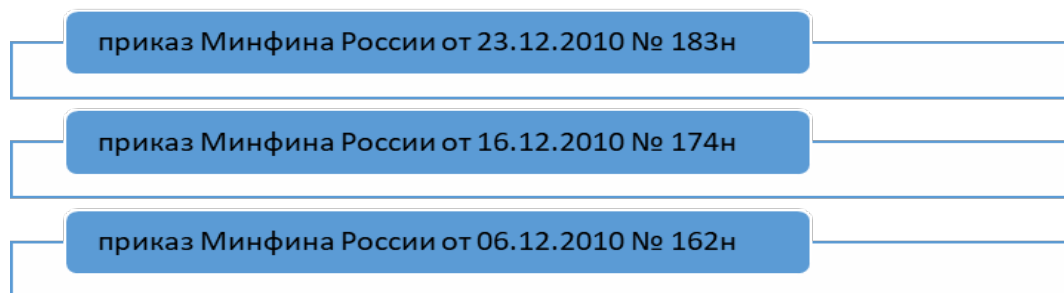 приказ Минфина России от 23.12.2010 № 183н
приказ Минфина России от 16.12.2010 № 174н
приказ Минфина России от 06.12.2010 № 162н